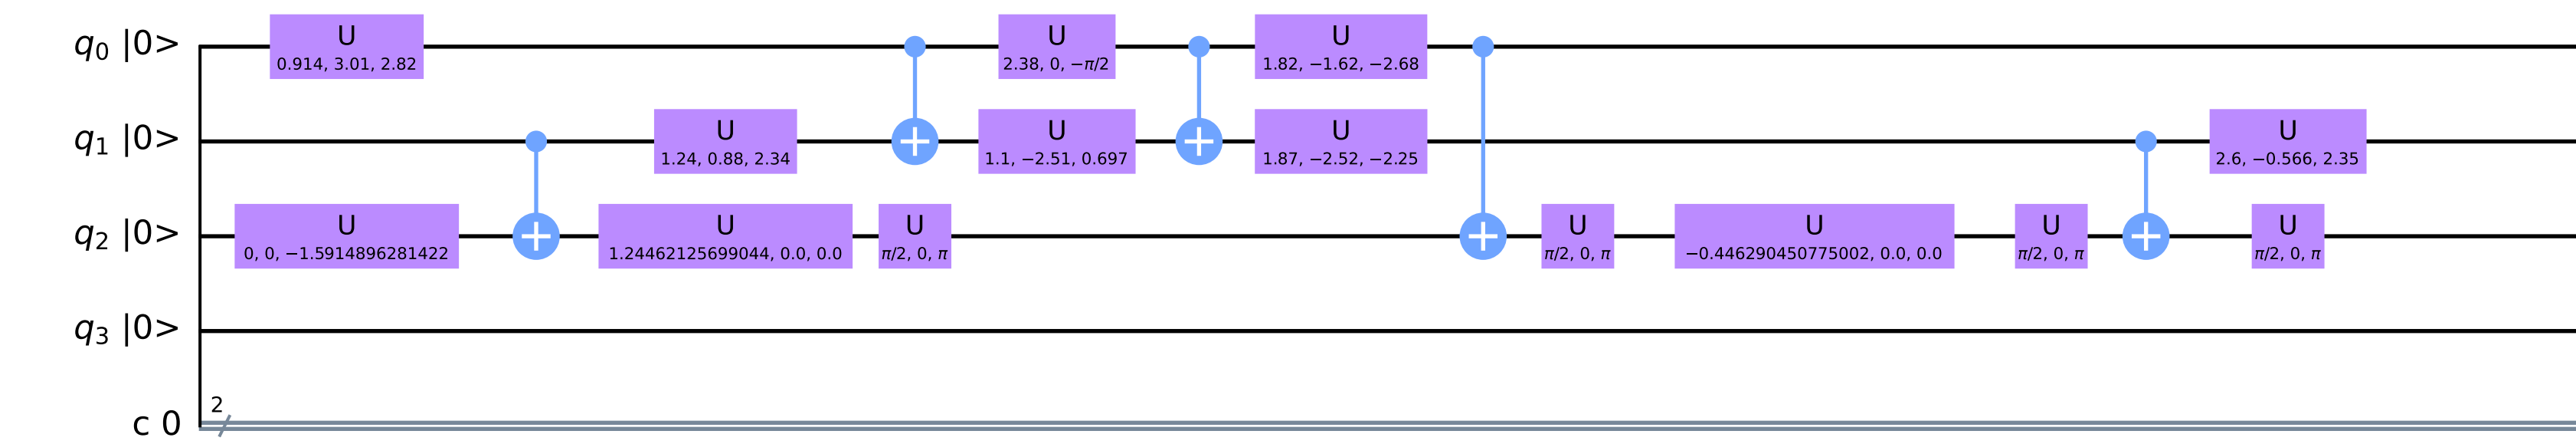 q0 |0>
U
0.914, 3.01, 2.82
U
2.38, 0, −π/2
U
1.82, −1.62, −2.68
q1 |0>
U
1.24, 0.88, 2.34
U
1.1, −2.51, 0.697
U
1.87, −2.52, −2.25
U
2.6, −0.566, 2.35
q2 |0>
U
0, 0, −1.5914896281422
U
1.24462125699044, 0.0, 0.0
U
π/2, 0, π
U
π/2, 0, π
U
−0.446290450775002, 0.0, 0.0
U
π/2, 0, π
U
π/2, 0, π
q3 |0>
2
c 0